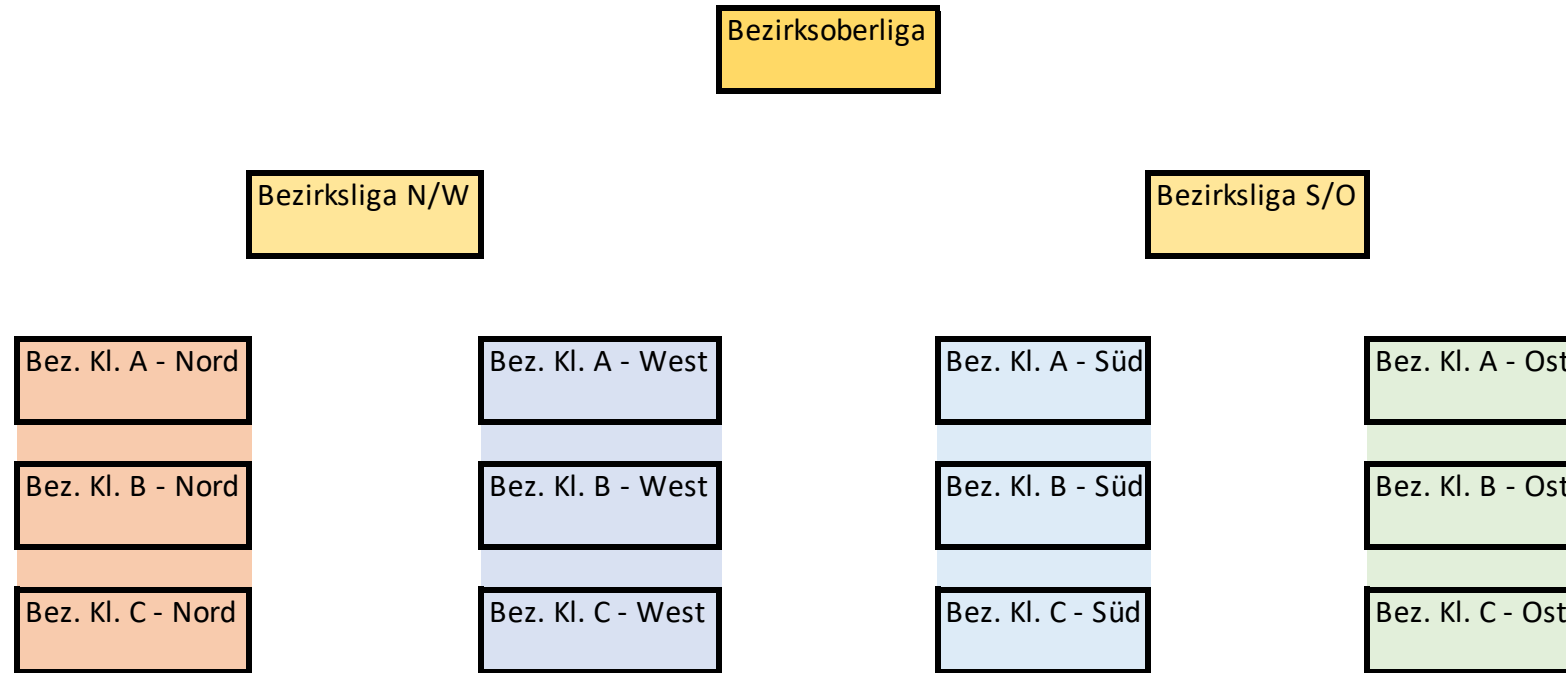 Bezirksoberliga
Bezirksliga N/W
Bezirksliga S/O
Bez. Kl. A - Nord
Bez. Kl. A - West
Bez. Kl. A - Süd
Bez. Kl. A - Ost
Bez. Kl. B - Nord
Bez. Kl. B - West
Bez. Kl. B - Süd
Bez. Kl. B - Ost
Bez. Kl. C - Nord
Bez. Kl. C - West
Bez. Kl. C - Süd
Bez. Kl. C - Ost